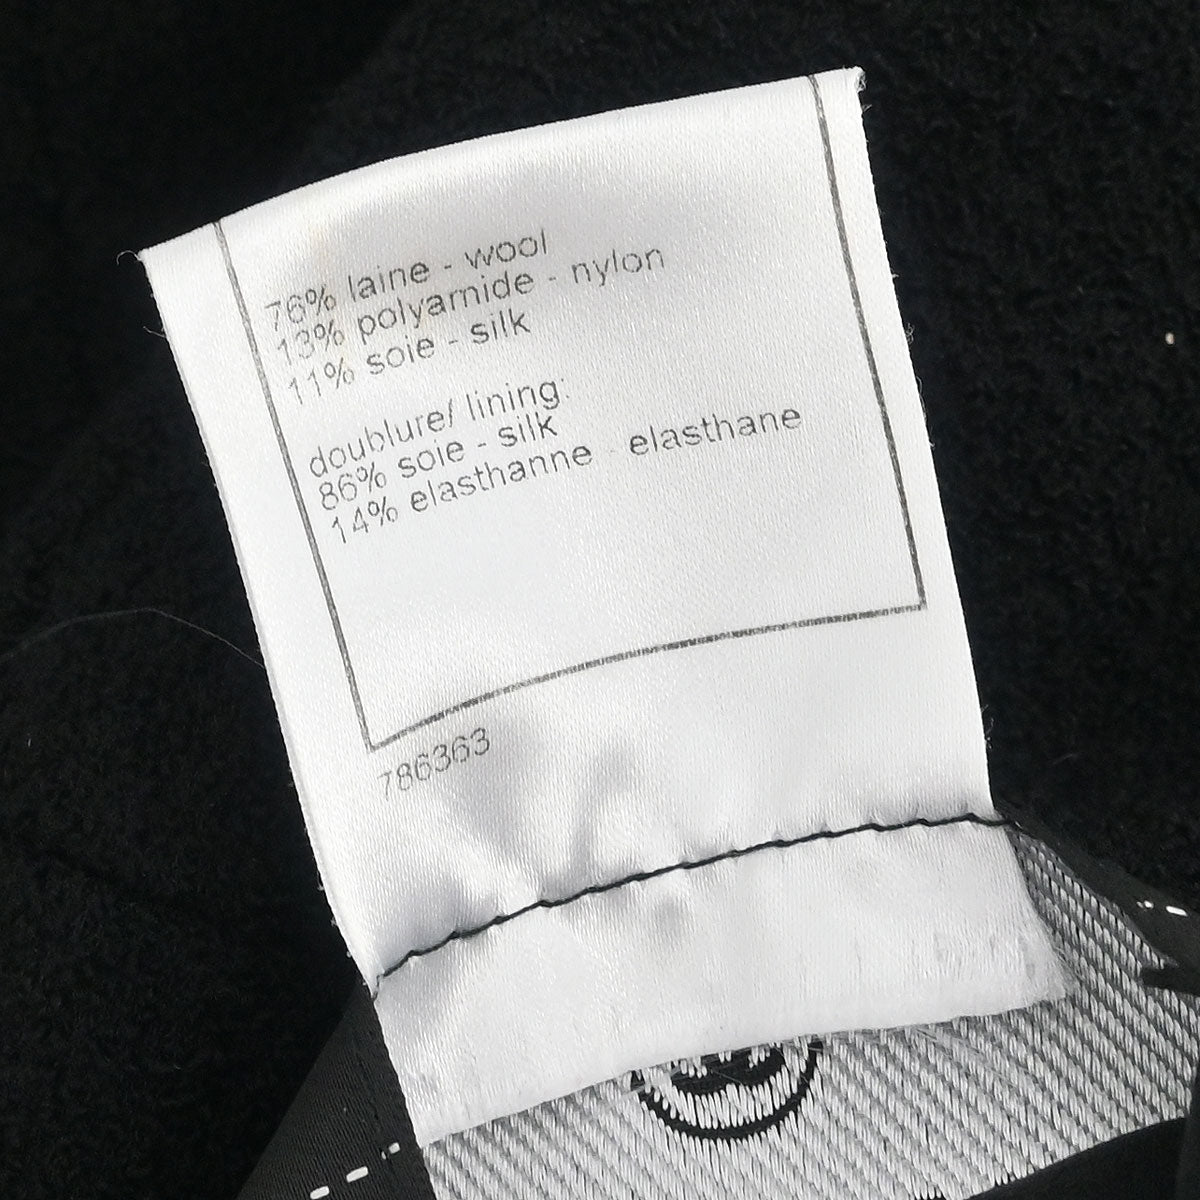 76% laine - wool
13% polyamide - nylon
11% soie - silk
doublure/ lining:
86% soie - silk
14% elasthanne - elasthane
786363